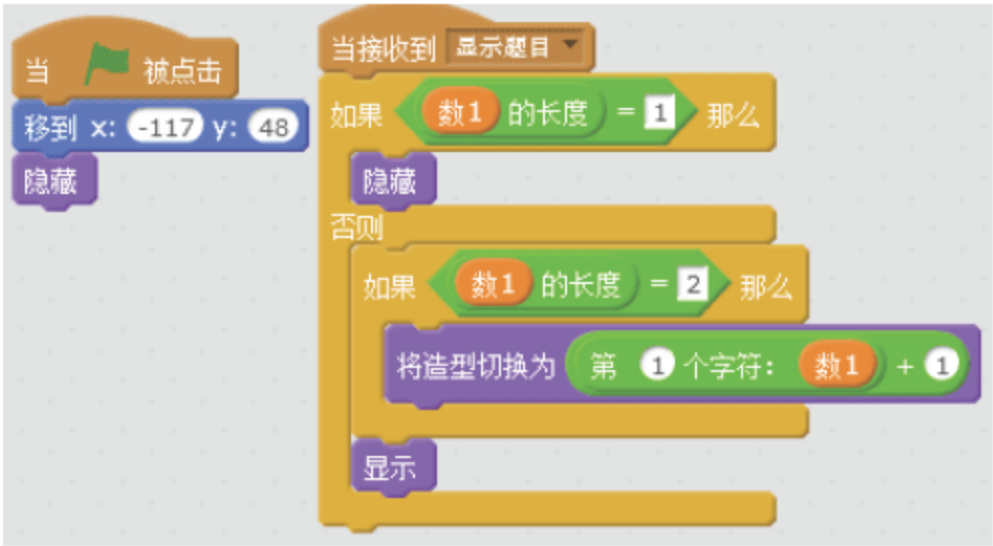 当 被点击
移到 x: -117 y: 48
隐藏
当接收到 显示题目
如果 数1 的长度 = 1 那么
隐藏
否则
如果 数1 的长度 = 2 那么
将造型切换为 第 1 个字符: 数1 + 1
显示